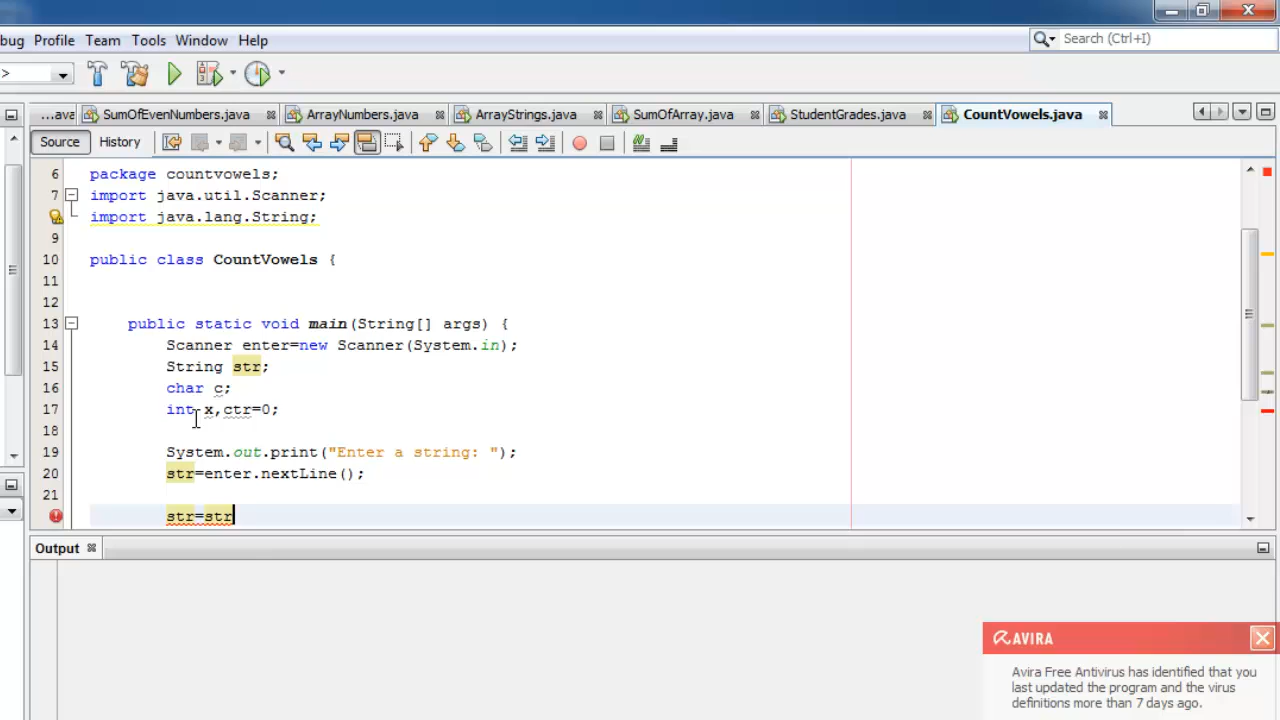 bug Profile Team Tools Window Help
Search (Ctrl+I)
>
...ava SumOfEvenNumbers.java ArrayNumbers.java ArrayStrings.java SumOfArray.java StudentGrades.java CountVowels.java
Source History
6 package countvowels;
7 import java.util.Scanner;
import java.lang.String;
9
10 public class CountVowels {
11
12
13 public static void main(String[] args) {
14 Scanner enter=new Scanner(System.in);
15 String str;
16 char c;
17 int x,ctr=0;
18
19 System.out.print("Enter a string: ");
20 str=enter.nextLine();
21
str=str
Output
AVIRA
Avira Free Antivirus has identified that you
last updated the program and the virus
definitions more than 7 days ago.